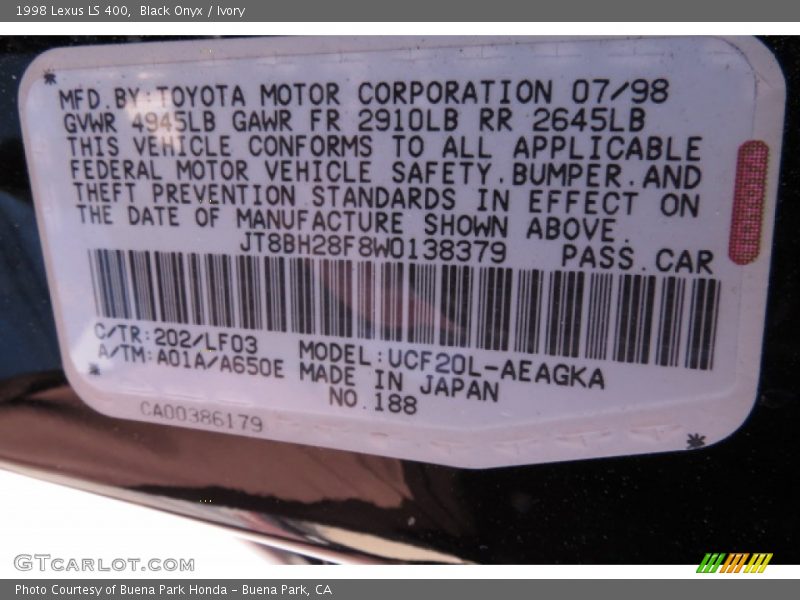 1998 Lexus LS 400, Black Onyx / Ivory
MFD.BY:TOYOTA MOTOR CORPORATION 07/98
GVWR 4945LB GAWR FR 2910LB RR 2645LB
THIS VEHICLE CONFORMS TO ALL APPLICABLE
FEDERAL MOTOR VEHICLE SAFETY.BUMPER.AND
THEFT PREVENTION STANDARDS IN EFFECT ON
THE DATE OF MANUFACTURE SHOWN ABOVE.
JT8BH28F8W0138379 PASS.CAR
C/TR:202/LF03
A/TM:A01A/A650E
MODEL:UCF20L-AEAGKA
MADE IN JAPAN
NO.188
CA00386179
GTCarLot.com
Photo Courtesy of Buena Park Honda - Buena Park, CA